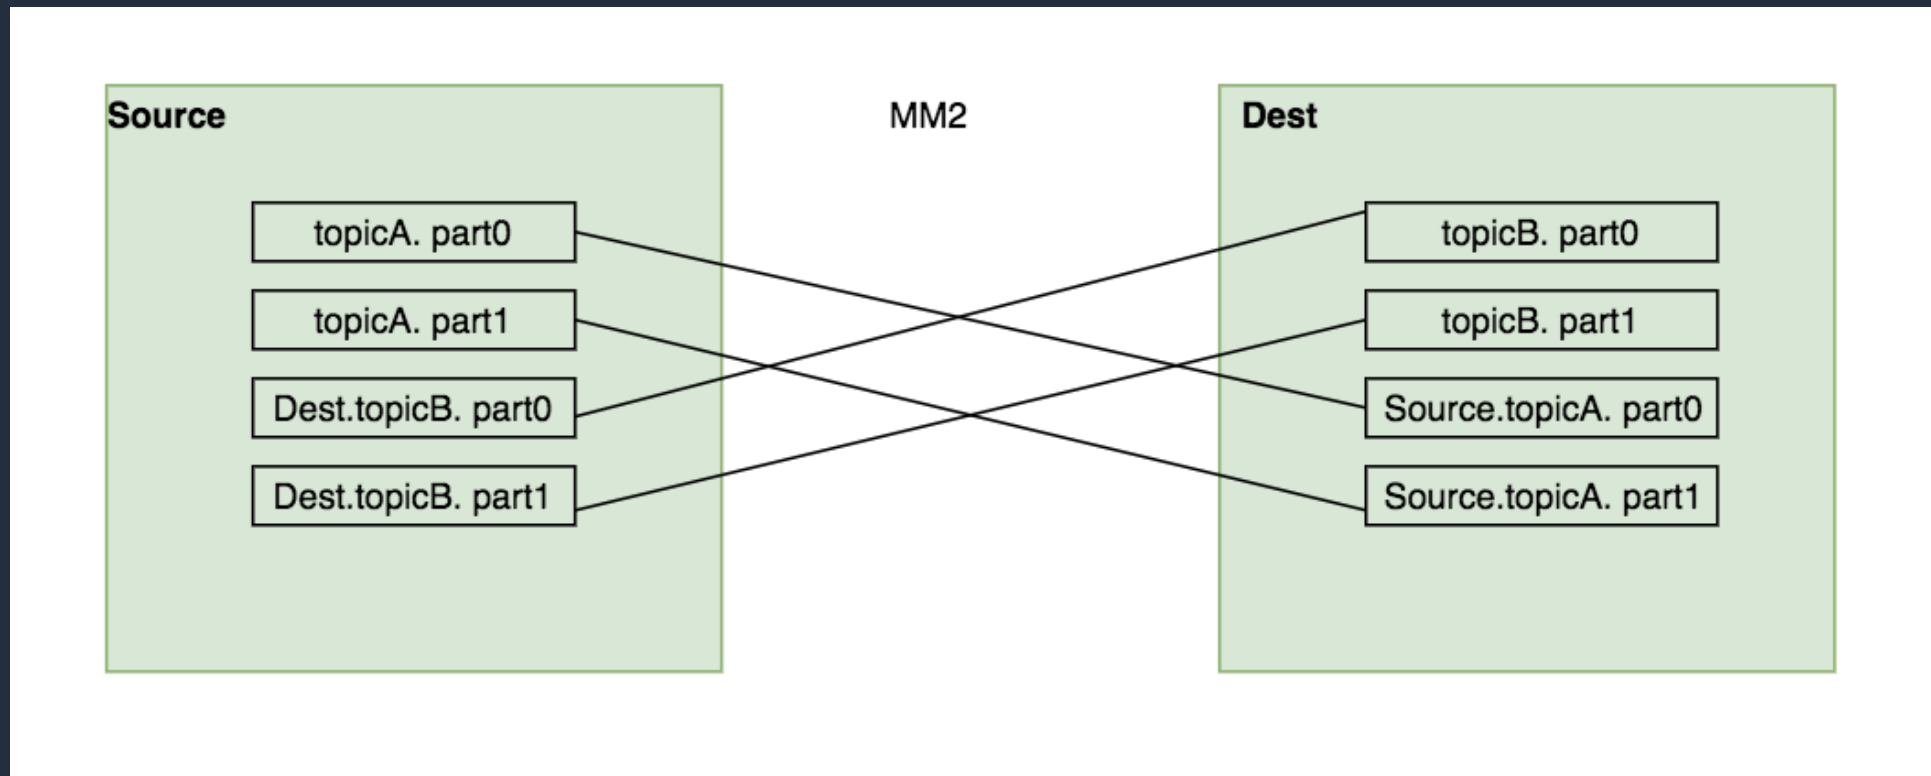 Source
topicA. part0
topicA. part1
Dest.topicB. part0
Dest.topicB. part1
MM2
Dest
topicB. part0
topicB. part1
Source.topicA. part0
Source.topicA. part1